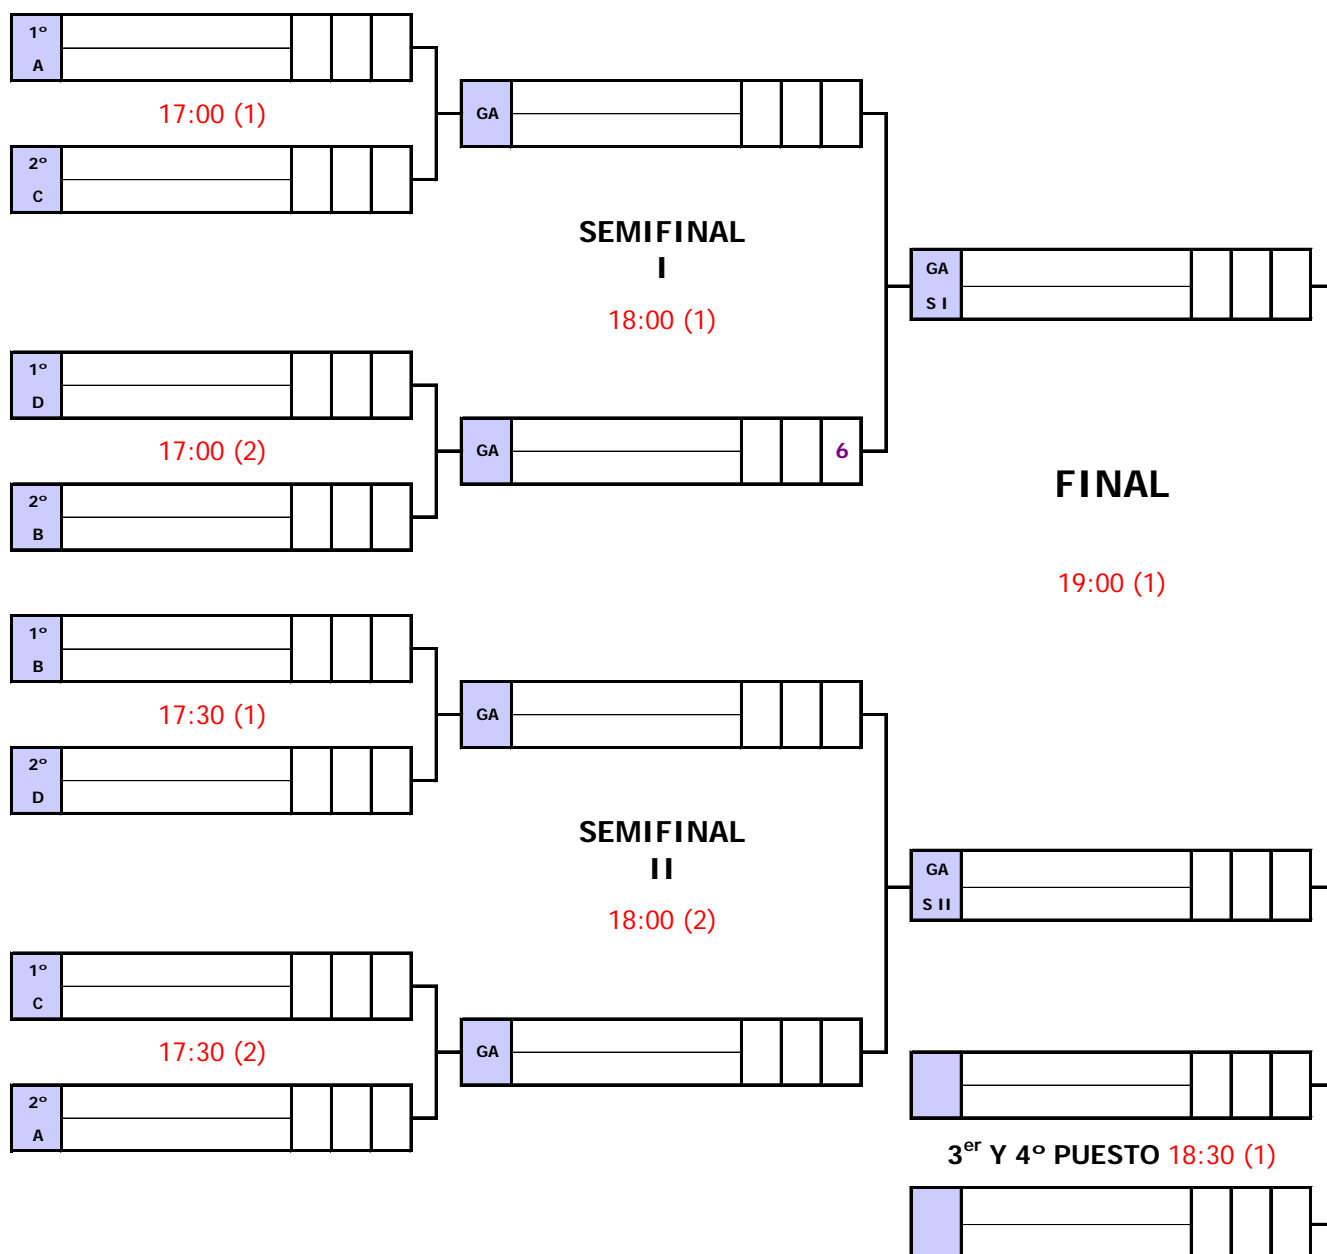 1º
A
17:00 (1)
2º
C
GA
SEMIFINAL
I
18:00 (1)
1º
D
17:00 (2)
2º
B
GA
6
GA
S I
FINAL
19:00 (1)
1º
B
17:30 (1)
2º
D
GA
SEMIFINAL
II
18:00 (2)
1º
C
17:30 (2)
2º
A
GA
GA
S II
3er Y 4º PUESTO 18:30 (1)